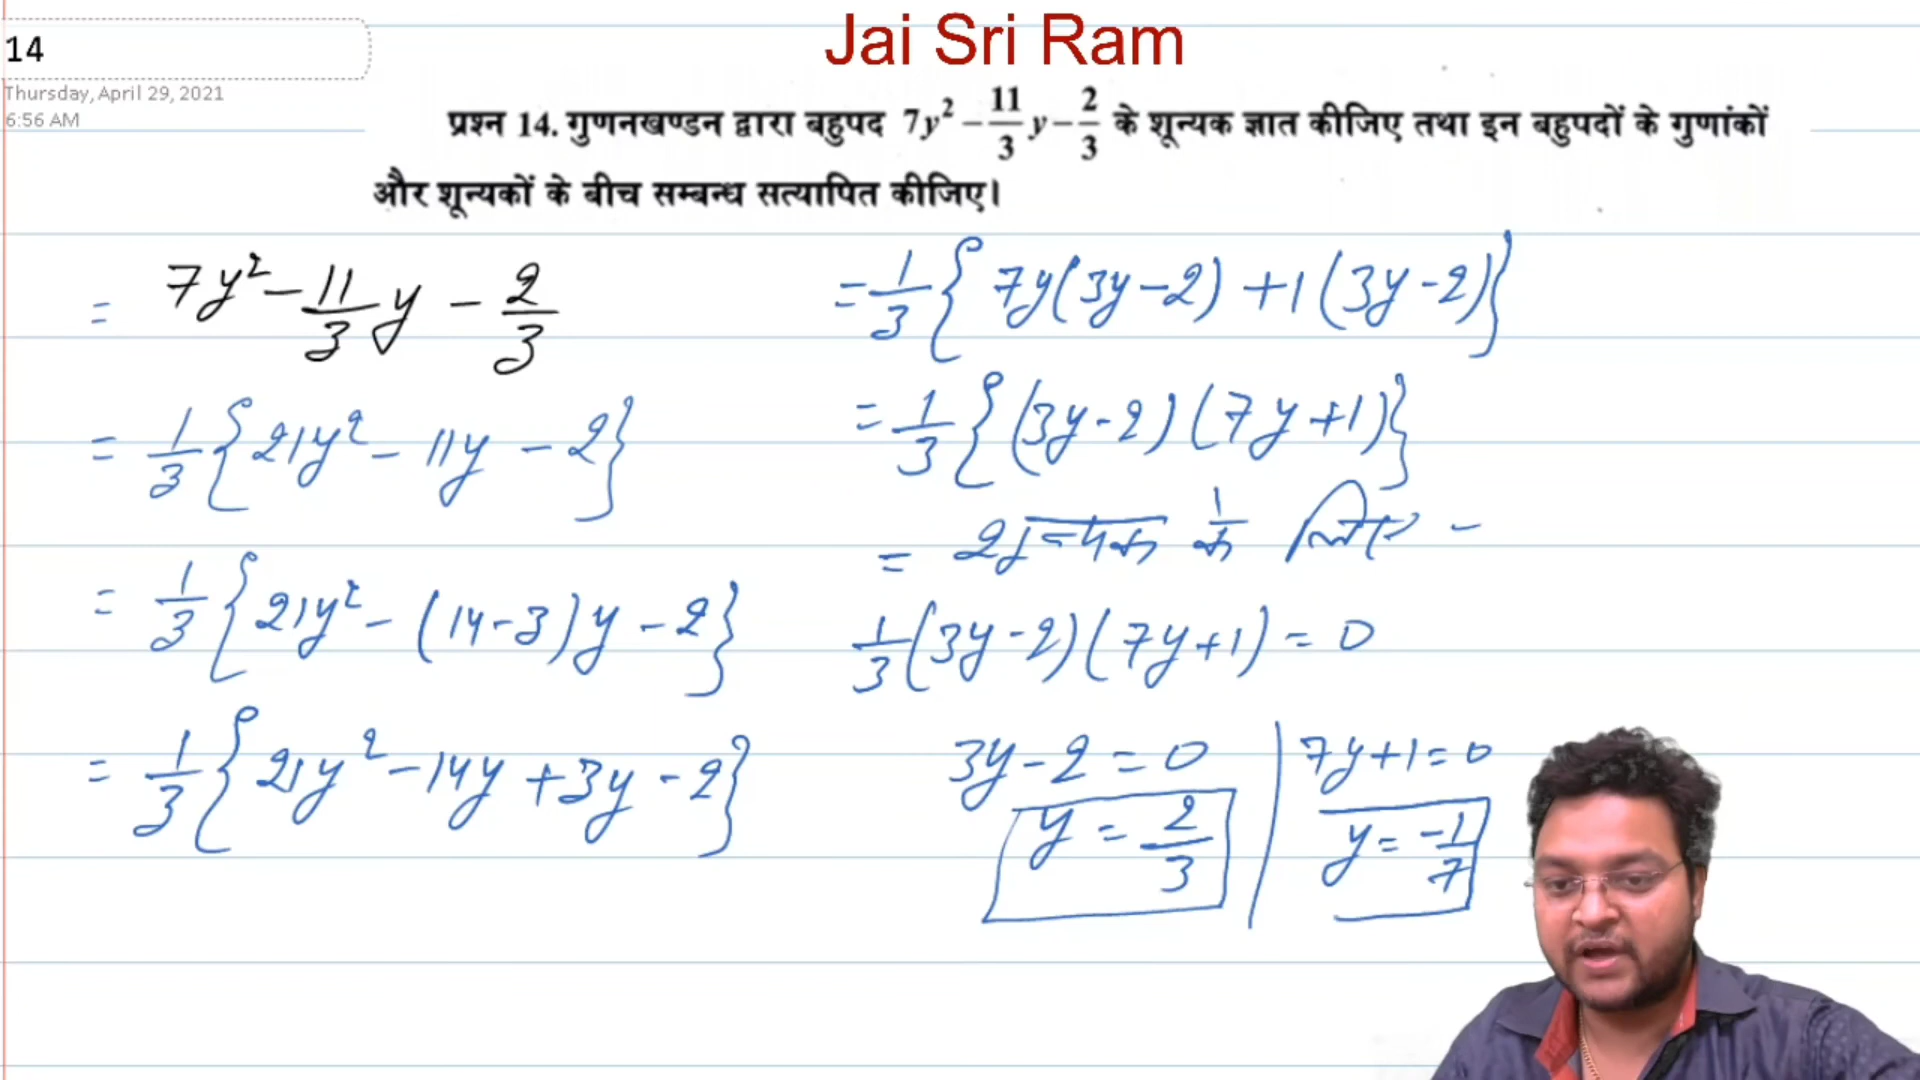 Jai Sri Ram
14
Thursday, April 29, 2021
6:56 AM
प्रश्न 14. गुणनखण्डन द्वारा बहुपद 7y² − 11/3 y − 2/3 के शून्यक ज्ञात कीजिए तथा इन बहुपदों के गुणांकों
और शून्यकों के बीच सम्बन्ध सत्यापित कीजिए।
= 7y² − 11/3 y − 2/3
= 1/3 {21y² − 11y − 2}
= 1/3 {21y² − (14−3)y − 2}
= 1/3 {21y² − 14y + 3y − 2}
= 1/3 {7y(3y−2) + 1(3y−2)}
= 1/3 {(3y−2)(7y+1)}
= शून्यक के लिए −
1/3 (3y−2)(7y+1) = 0
3y − 2 = 0 | 7y+1 = 0
y = 2/3 | y = −1/7